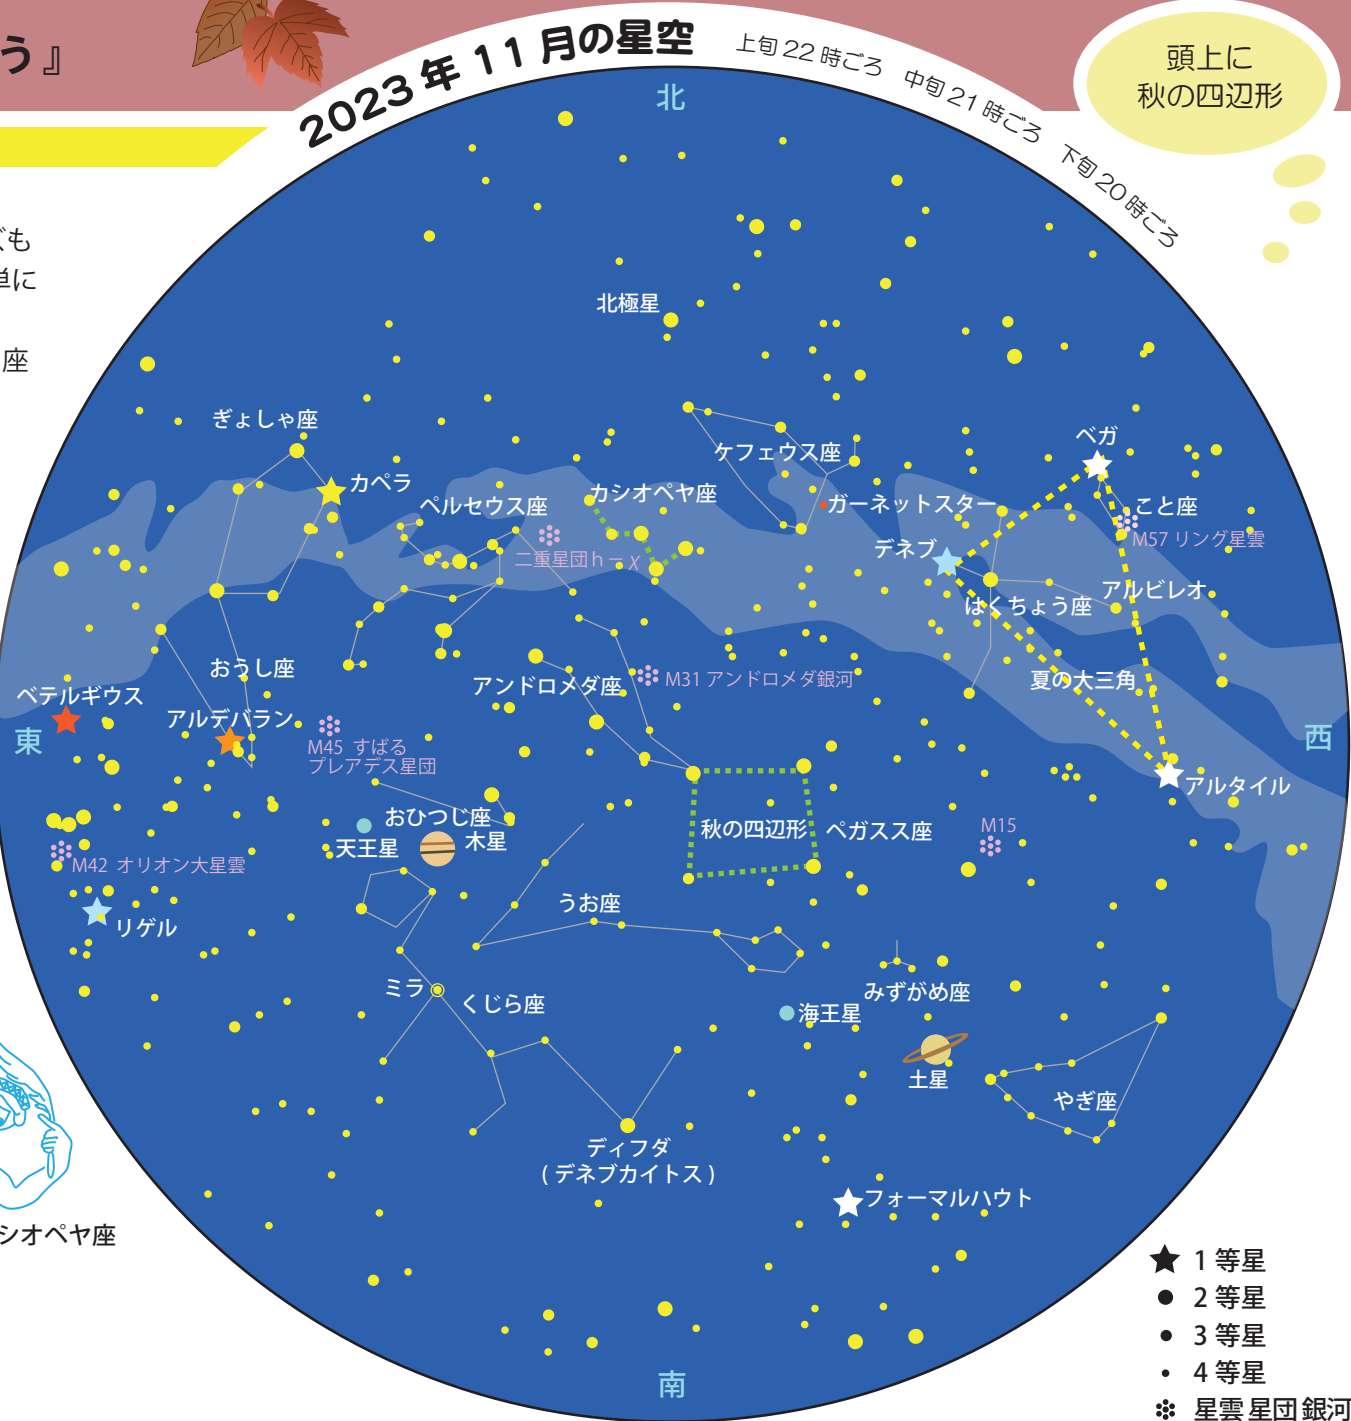 う』
2023年11月の星空
上旬22時ごろ 中旬21時ごろ 下旬20時ごろ
頭上に
秋の四辺形
も
単に
座
北
北極星
ぎょしゃ座
カペラ
ペルセウス座
カシオペヤ座
ケフェウス座
ガーネットスター
ベガ
こと座
M57 リング星雲
二重星団h-χ
デネブ
はくちょう座
アルビレオ
おうし座
ベテルギウス
アルデバラン
アンドロメダ座
M31 アンドロメダ銀河
夏の大三角
東
西
M45 すばる
プレアデス星団
アルタイル
おひつじ座
天王星
木星
秋の四辺形
ペガスス座
M15
M42 オリオン大星雲
リゲル
うお座
ミラ
くじら座
みずがめ座
海王星
土星
やぎ座
ディフダ
(デネブカイトス)
フォーマルハウト
シオペヤ座
南
1等星
2等星
3等星
4等星
星雲 星団 銀河